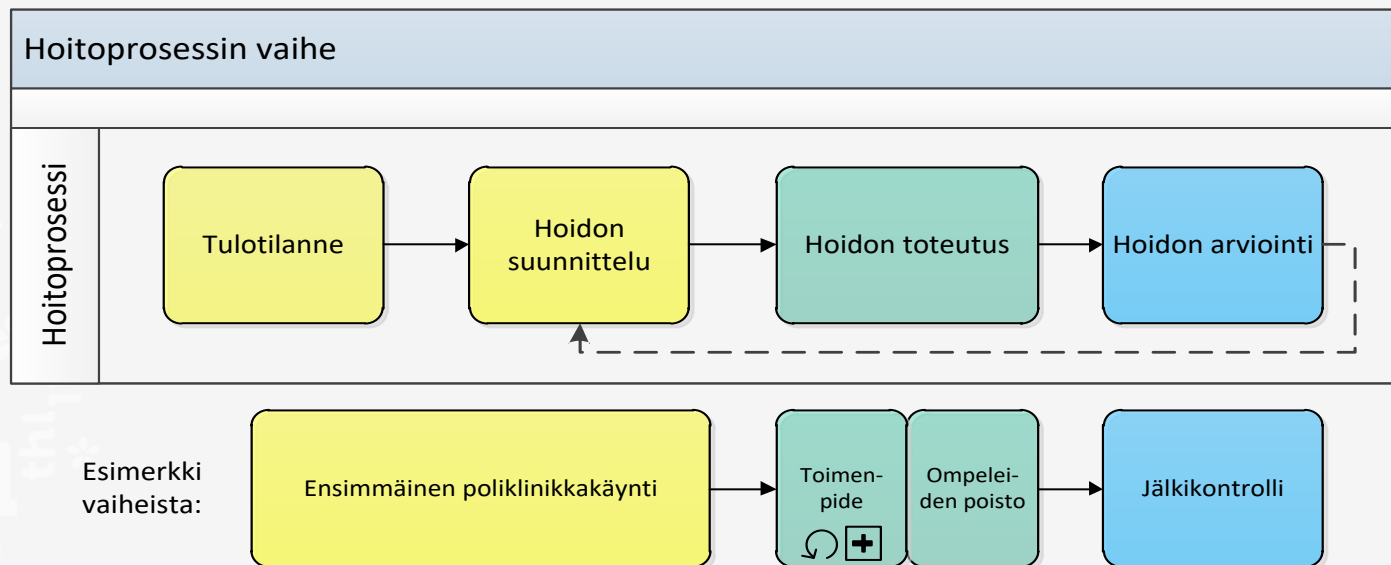 Hoitoprosessin vaihe
Hoitoprosessi
Tulotilanne
Hoidon
suunnittelu
Hoidon toteutus
Hoidon arviointi
Esimerkki
vaiheista:
Ensimmäinen poliklinikkakäynti
Toimen-
pide
Ompelei-
den poisto
Jälkikontrolli
thl